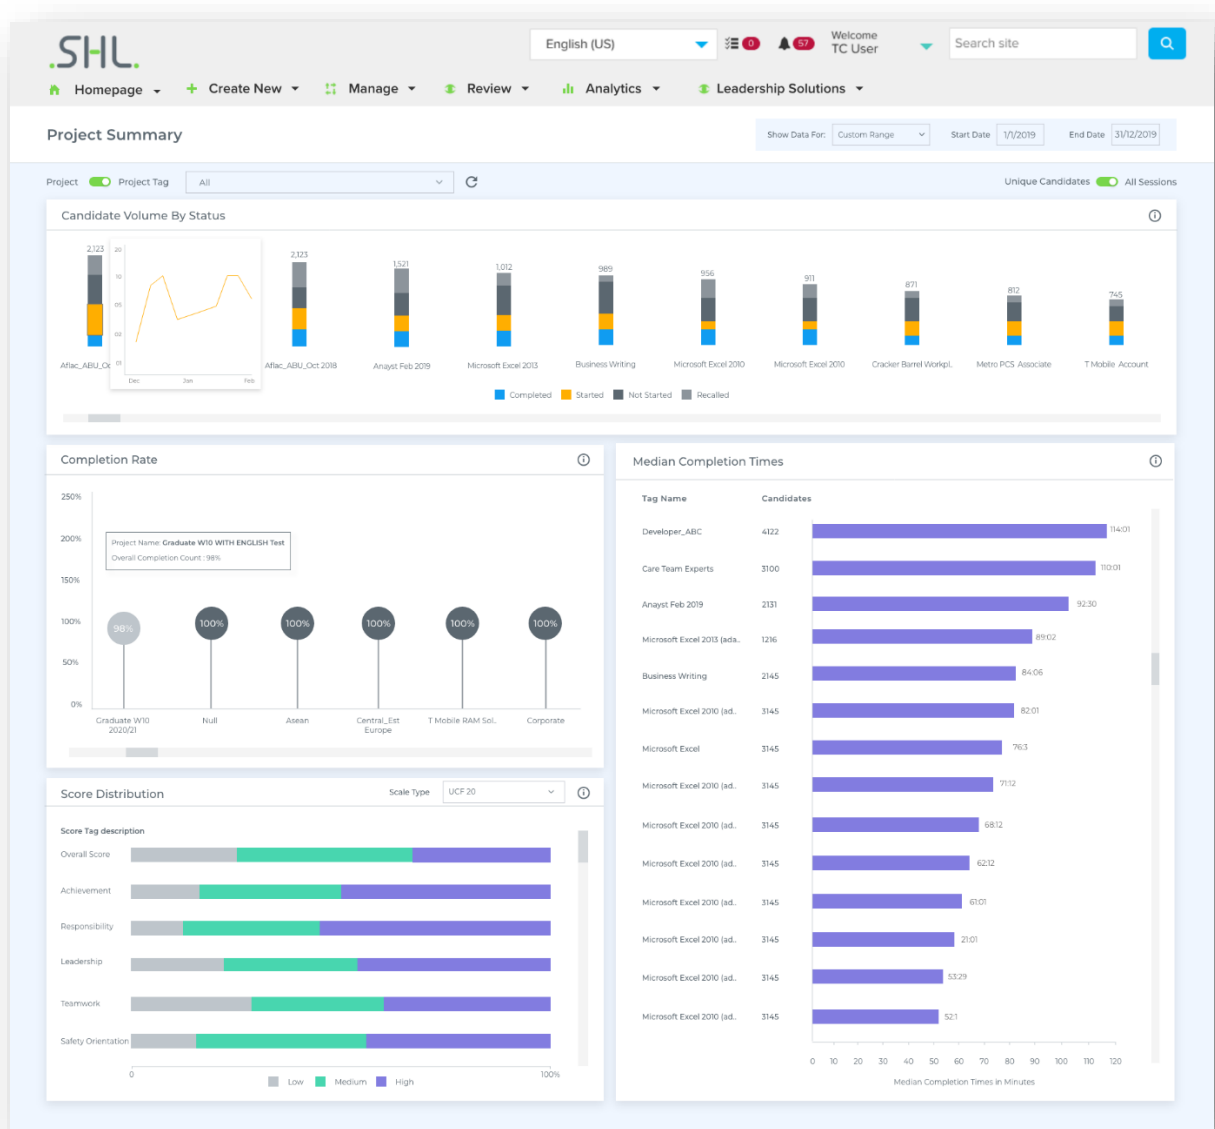 .SHL.
English (US)
0
57
Welcome
TC User
Search site
Homepage
Create New
Manage
Review
Analytics
Leadership Solutions
Project Summary
Show Data For:
Custom Range
Start Date
1/1/2019
End Date
31/12/2019
Project
Project Tag
All
Unique Candidates
All Sessions
Candidate Volume By Status
2,123
20
10
05
02
01
Dec
Jan
Feb
2,123
1,521
1,012
989
956
911
871
812
745
Aflac_ABU_Oc
Aflac_ABU_Oct 2018
Anayst Feb 2019
Microsoft Excel 2013
Business Writing
Microsoft Excel 2010
Microsoft Excel 2010
Cracker Barrel Workpl..
Metro PCS Associate
T Mobile Account
Completed
Started
Not Started
Recalled
Completion Rate
250%
200%
150%
100%
50%
0%
Project Name: Graduate W10 WITH ENGLISH Test
Overall Completion Count : 98%
98%
100%
100%
100%
100%
100%
Graduate W10
2020/21
Null
Asean
Central_Est
Europe
T Mobile RAM Sol..
Corporate
Score Distribution
Scale Type
UCF 20
Score Tag description
Overall Score
Achievement
Responsibility
Leadership
Teamwork
Safety Orientation
0
100%
Low
Medium
High
Median Completion Times
Tag Name
Candidates
Developer_ABC
4122
114:01
Care Team Experts
3100
110:01
Anayst Feb 2019
2131
92:30
Microsoft Excel 2013 (ada..
1216
89:02
Business Writing
2145
84:06
Microsoft Excel 2010 (ad..
3145
82:01
Microsoft Excel
3145
76:3
Microsoft Excel 2010 (ad..
3145
71:12
Microsoft Excel 2010 (ad..
3145
68:12
Microsoft Excel 2010 (ad..
3145
62:12
Microsoft Excel 2010 (ad..
3145
61:01
Microsoft Excel 2010 (ad..
3145
21:01
Microsoft Excel 2010 (ad..
3145
53:29
Microsoft Excel 2010 (ad..
3145
52:1
0 10 20 30 40 50 60 70 80 90 100 110 120
Median Completion Times in Minutes